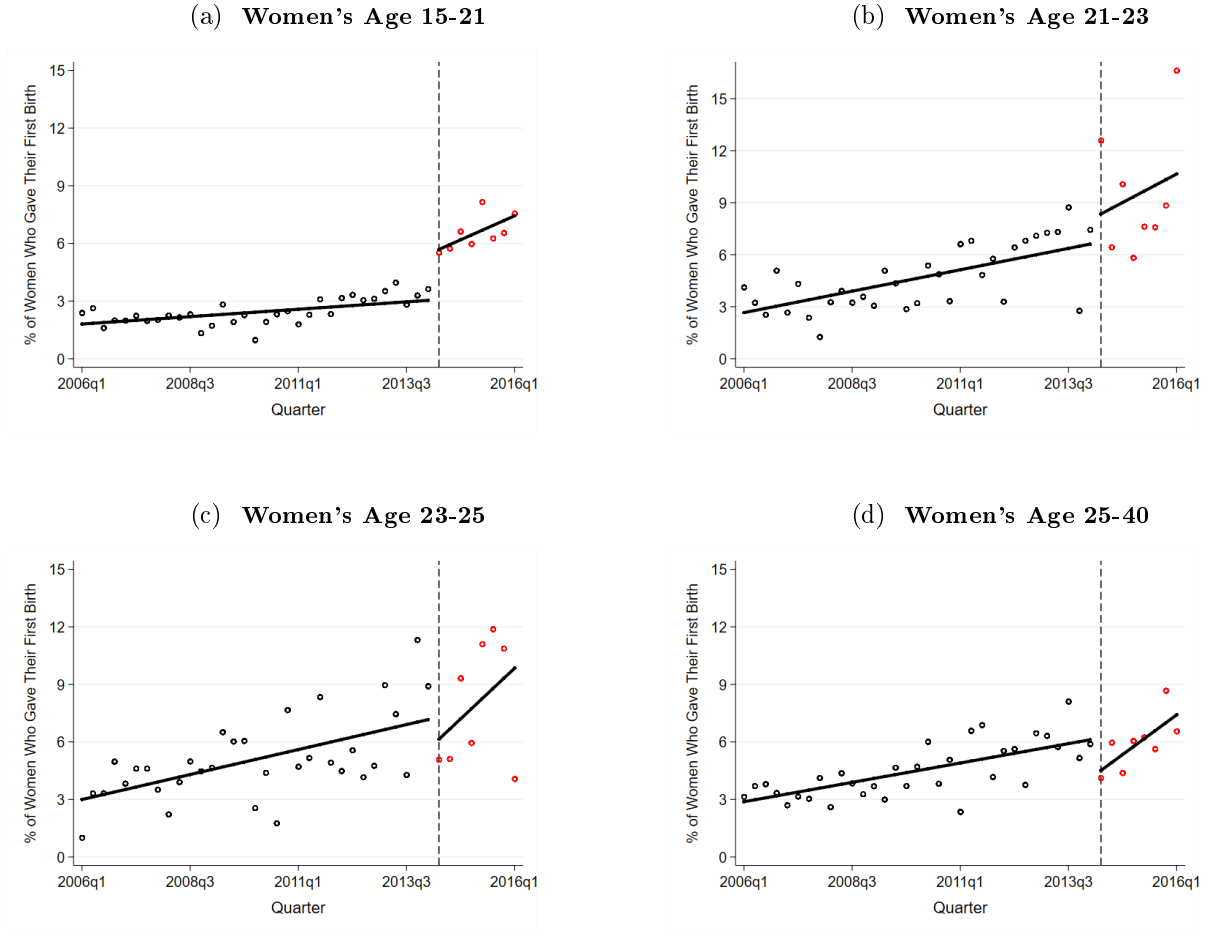 (a) Women's Age 15-21
% of Women Who Gave Their First Birth
15
12
9
6
3
0
2006q1 2008q3 2011q1 2013q3 2016q1
Quarter
(b) Women's Age 21-23
% of Women Who Gave Their First Birth
15
12
9
6
3
0
2006q1 2008q3 2011q1 2013q3 2016q1
Quarter
(c) Women's Age 23-25
% of Women Who Gave Their First Birth
15
12
9
6
3
0
2006q1 2008q3 2011q1 2013q3 2016q1
Quarter
(d) Women's Age 25-40
% of Women Who Gave Their First Birth
15
12
9
6
3
0
2006q1 2008q3 2011q1 2013q3 2016q1
Quarter